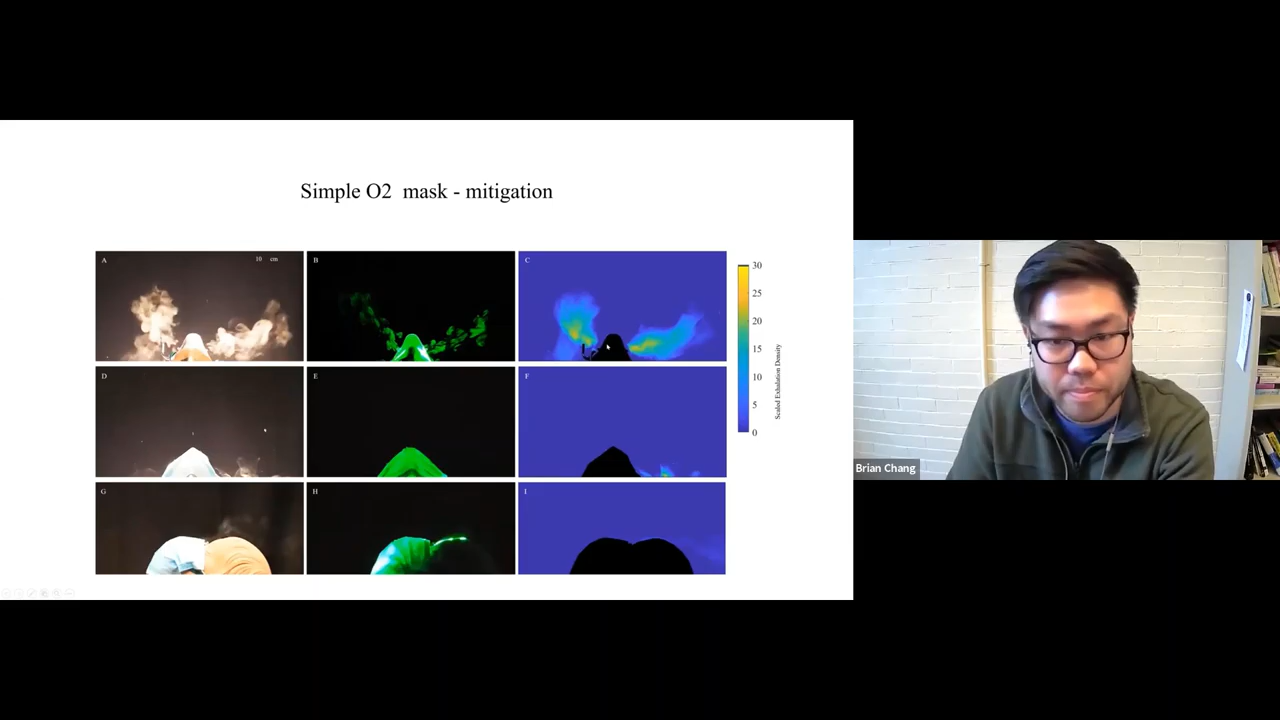 Simple O2 mask - mitigation
A
10 cm
B
C
D
E
F
G
H
I
30
25
20
15
10
5
0
Scaled Exhalation Density
Brian Chang